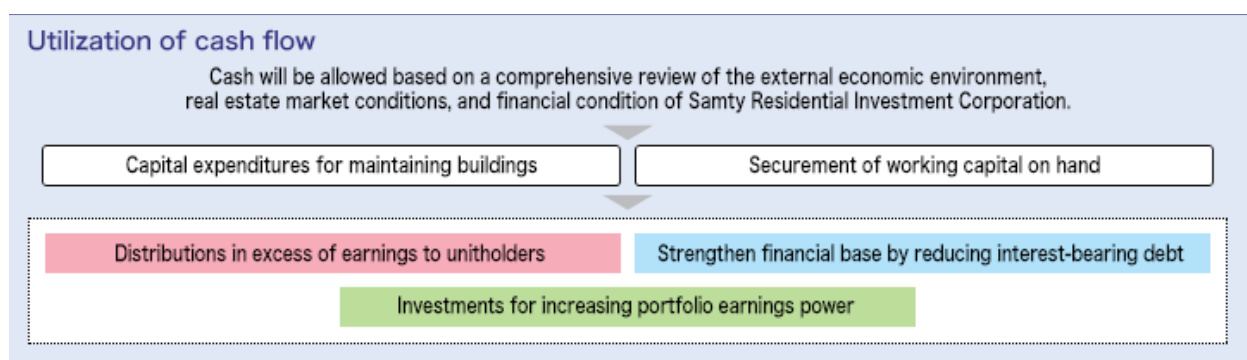 Utilization of cash flow
Cash will be allowed based on a comprehensive review of the external economic environment,
real estate market conditions, and financial condition of Samty Residential Investment Corporation.
Capital expenditures for maintaining buildings
Securement of working capital on hand
Distributions in excess of earnings to unitholders
Strengthen financial base by reducing interest-bearing debt
Investments for increasing portfolio earnings power